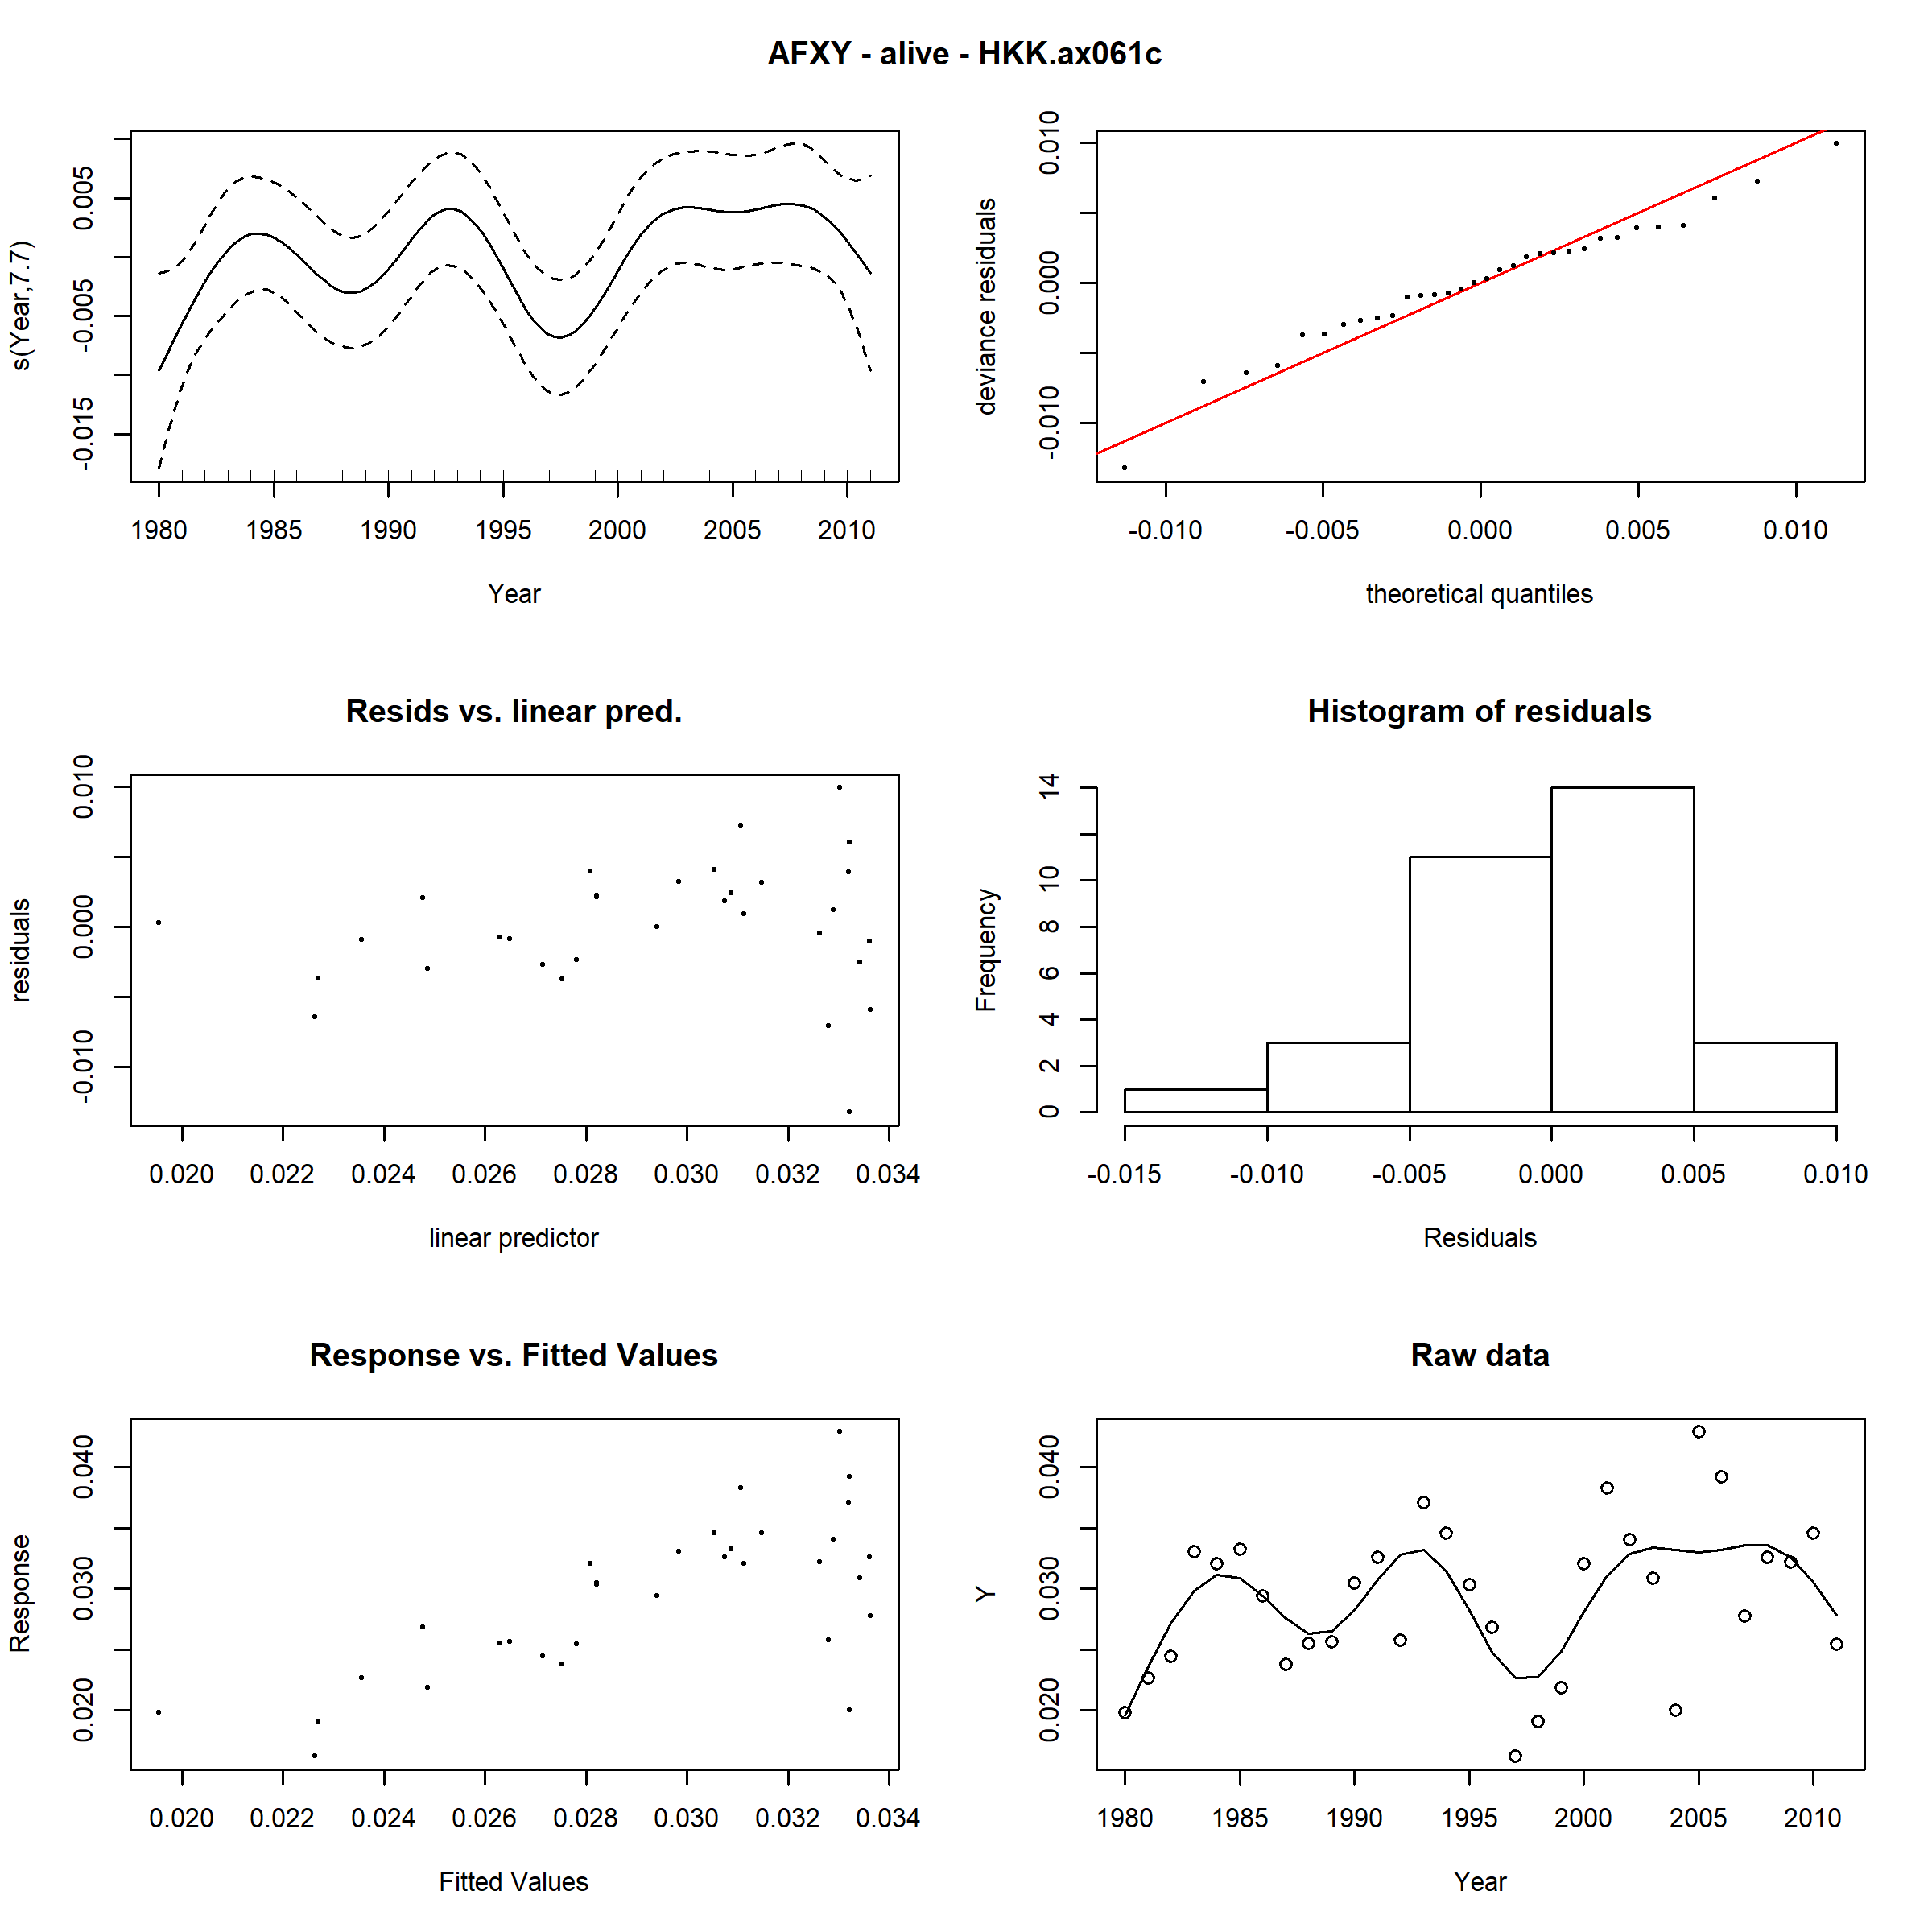 AFXY - alive - HKK.ax061c
s(Year,7.7)
0.005
-0.005
-0.015
1980 1985 1990 1995 2000 2005 2010
Year
deviance residuals
0.010
0.000
-0.010
-0.010 -0.005 0.000 0.005 0.010
theoretical quantiles
Resids vs. linear pred.
residuals
0.010
0.000
-0.010
0.020 0.022 0.024 0.026 0.028 0.030 0.032 0.034
linear predictor
Histogram of residuals
Frequency
14
10
8
6
4
2
0
-0.015 -0.010 -0.005 0.000 0.005 0.010
Residuals
Response vs. Fitted Values
Response
0.040
0.030
0.020
0.020 0.022 0.024 0.026 0.028 0.030 0.032 0.034
Fitted Values
Raw data
Y
0.040
0.030
0.020
1980 1985 1990 1995 2000 2005 2010
Year